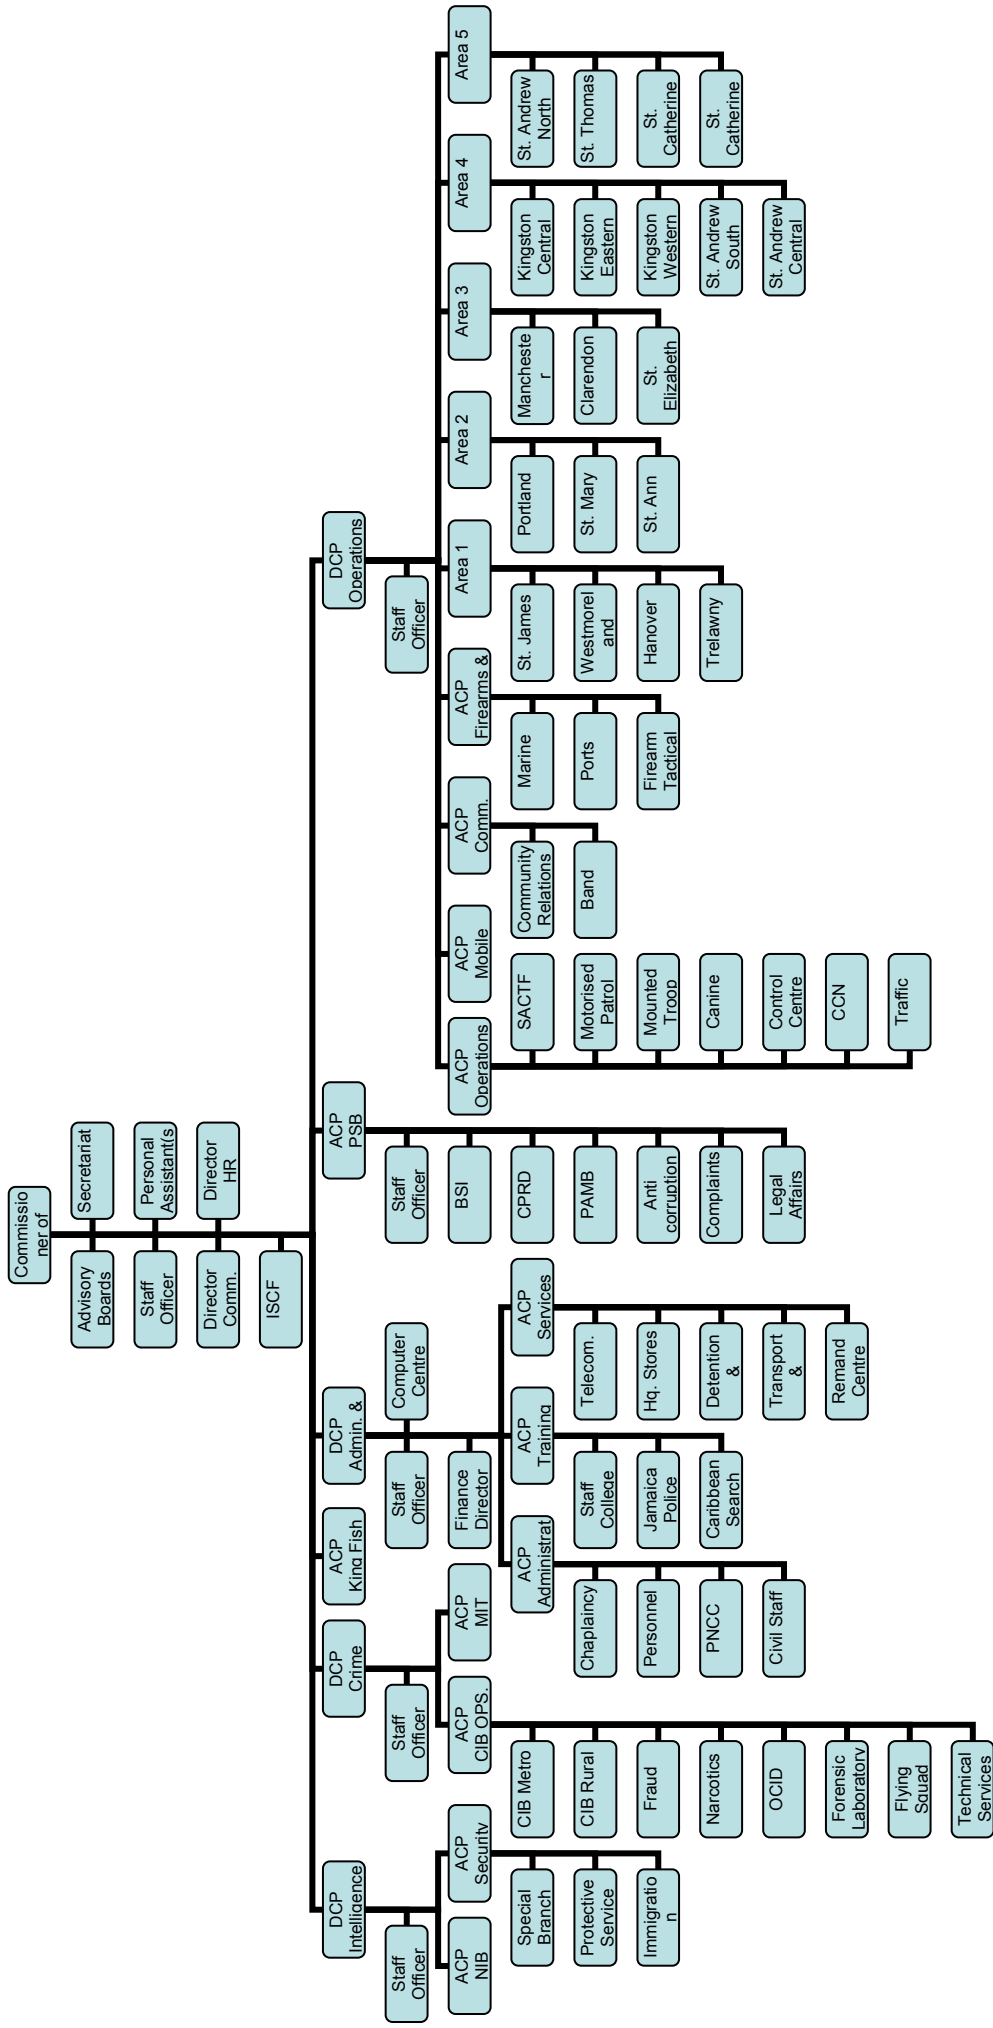 Commissio
ner of
Advisory
Boards
Secretariat
Staff
Officer
Personal
Assistant(s
Director
Comm.
Director
HR
ISCF
DCP
Intelligence
Staff
Officer
ACP
NIB
ACP
Security
Special
Branch
Protective
Service
Immigratio
n
DCP
Crime
Staff
Officer
ACP
CIB OPS.
CIB Metro
CIB Rural
Fraud
Narcotics
OCID
Forensic
Laboratory
Flying
Squad
Technical
Services
ACP
MIT
ACP
King Fish
DCP
Admin. &
Staff
Officer
Computer
Centre
Finance
Director
ACP
Administrat
Chaplaincy
Personnel
PNCC
Civil Staff
ACP
Training
Staff
College
Jamaica
Police
Caribbean
Search
ACP
Services
Telecom.
Hq. Stores
Detention
&
Transport
&
Remand
Centre
ACP
PSB
Staff
Officer
BSI
CPRD
PAMB
Anti
corruption
Complaints
Legal
Affairs
DCP
Operations
Staff
Officer
ACP
Operations
SACTF
Motorised
Patrol
Mounted
Troop
Canine
Control
Centre
CCN
Traffic
ACP
Mobile
ACP
Comm.
Community
Relations
Band
ACP
Firearms &
Marine
Ports
Firearm
Tactical
Area 1
St. James
Westmorel
and
Hanover
Trelawny
Area 2
Portland
St. Mary
St. Ann
Area 3
Mancheste
r
Clarendon
St.
Elizabeth
Area 4
Kingston
Central
Kingston
Eastern
Kingston
Western
St. Andrew
South
St. Andrew
Central
Area 5
St. Andrew
North
St. Thomas
St.
Catherine
St.
Catherine